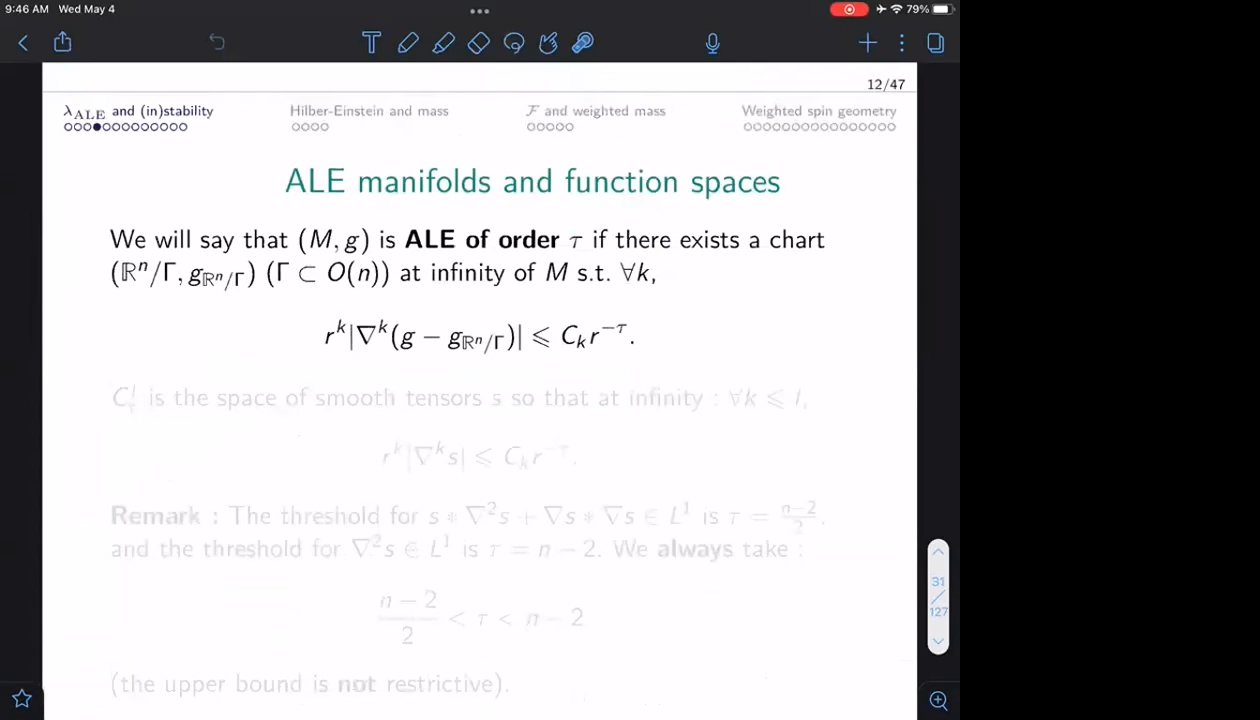 9:46 AM Wed May 4
79%
12/47
λ_ALE and (in)stability Hilber-Einstein and mass ℱ and weighted mass Weighted spin geometry
ALE manifolds and function spaces
We will say that (M, g) is ALE of order τ if there exists a chart
(ℝⁿ/Γ, g_{ℝⁿ/Γ}) (Γ ⊂ O(n)) at infinity of M s.t. ∀k,
r^k|∇^k(g − g_{ℝⁿ/Γ})| ⩽ C_k r^{−τ}.
C^l_τ is the space of smooth tensors s so that at infinity : ∀k ⩽ l,
r^k|∇^k s| ⩽ C_k r^{−τ}.
Remark : The threshold for s ∗ ∇²s + ∇s ∗ ∇s ∈ L¹ is τ = (n−2)/2.
and the threshold for ∇²s ∈ L¹ is τ = n − 2. We always take :
(n − 2)/2 < τ < n − 2
(the upper bound is not restrictive).
31
/
127